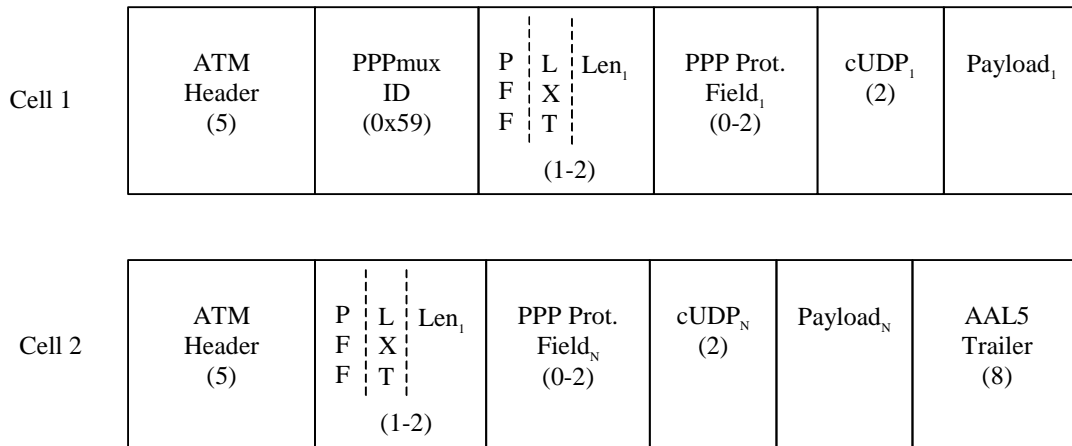 Cell 1
ATM
Header
(5)
PPPmux
ID
(0x59)
P
F
F
L
X
T
Len1
(1-2)
PPP Prot.
Field1
(0-2)
cUDP1
(2)
Payload1
Cell 2
ATM
Header
(5)
P
F
F
L
X
T
Len1
(1-2)
PPP Prot.
FieldN
(0-2)
cUDPN
(2)
PayloadN
AAL5
Trailer
(8)